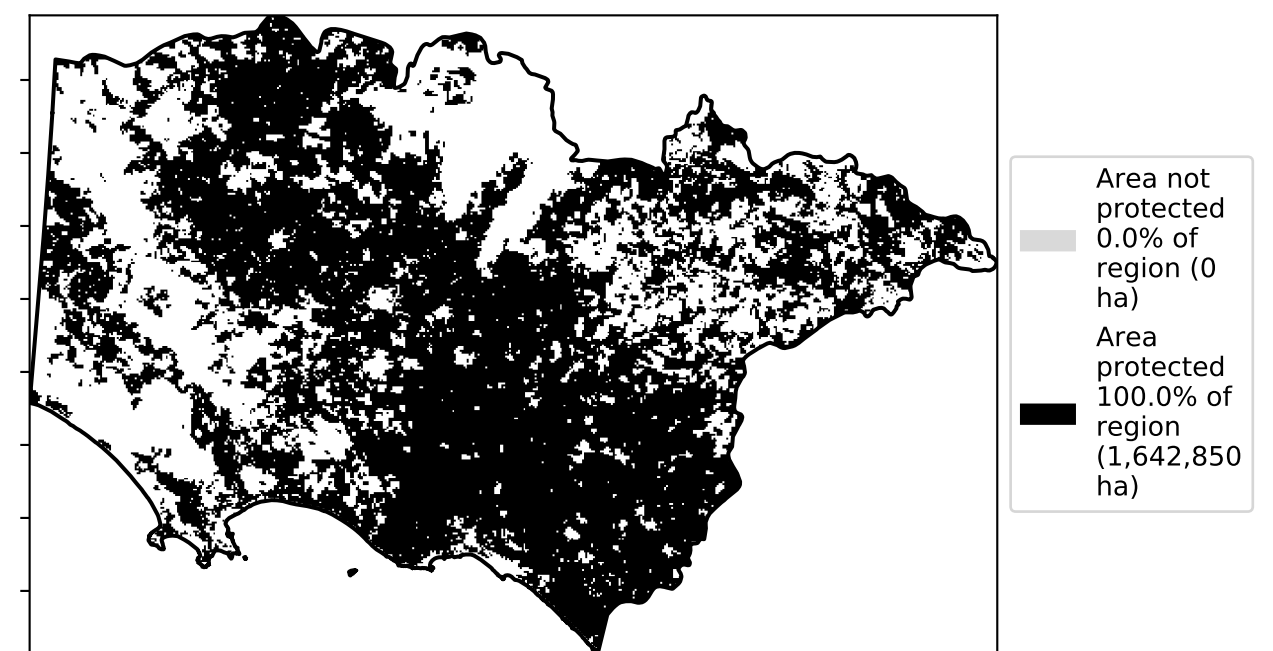 Area not
protected
0.0% of
region (0
ha)
Area
protected
100.0% of
region
(1,642,850
ha)